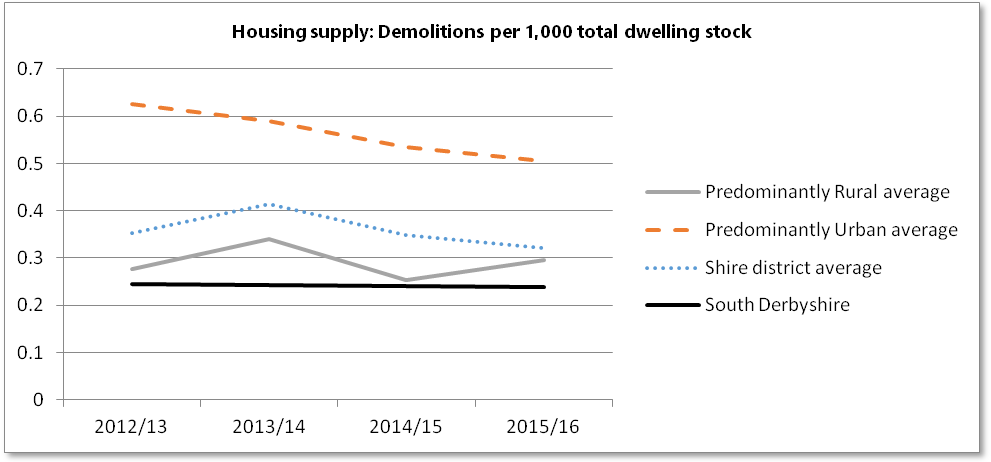 Housing supply: Demolitions per 1,000 total dwelling stock
0.7
0.6
0.5
0.4
0.3
0.2
0.1
0
2012/13 2013/14 2014/15 2015/16
Predominantly Rural average
Predominantly Urban average
Shire district average
South Derbyshire